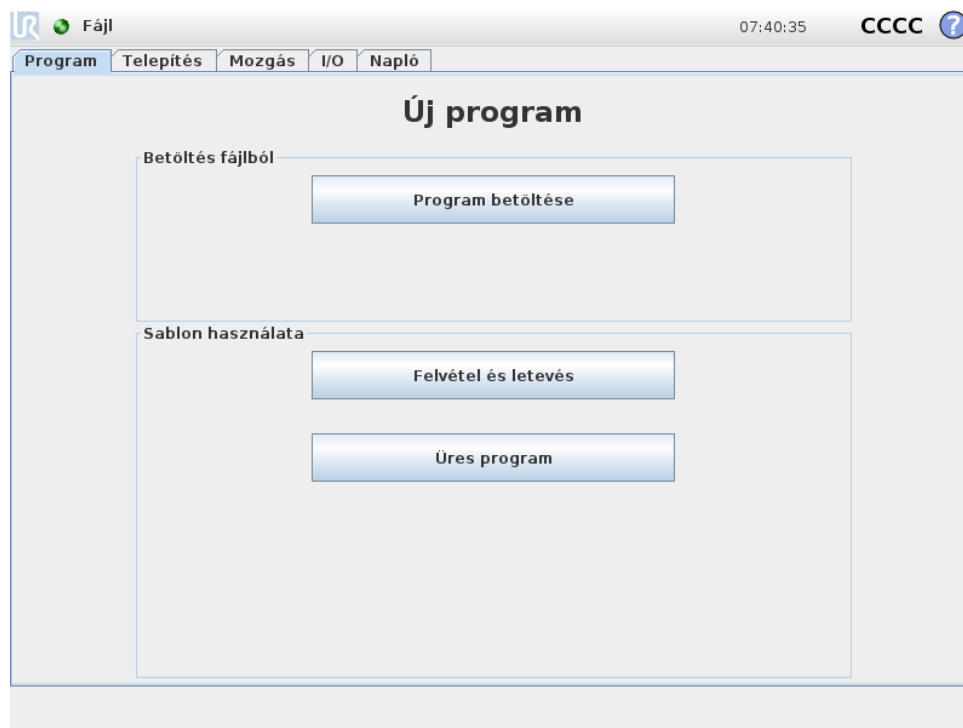 UR Fájl 07:40:35 CCCC ?
Program Telepítés Mozgás I/O Napló
Új program
Betöltés fájlból
Program betöltése
Sablon használata
Felvétel és letevés
Üres program